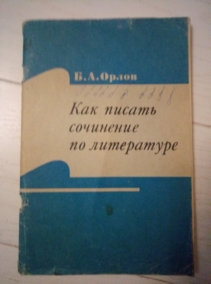 Б.А.Орлов
Как писать
сочинение
по литературе